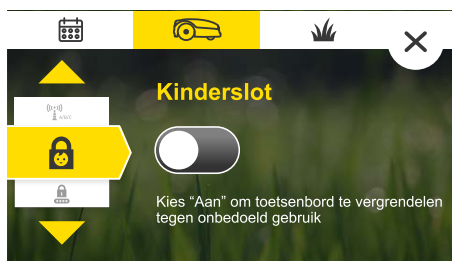 Kinderslot
Kies “Aan” om toetsenbord te vergrendelen
tegen onbedoeld gebruik